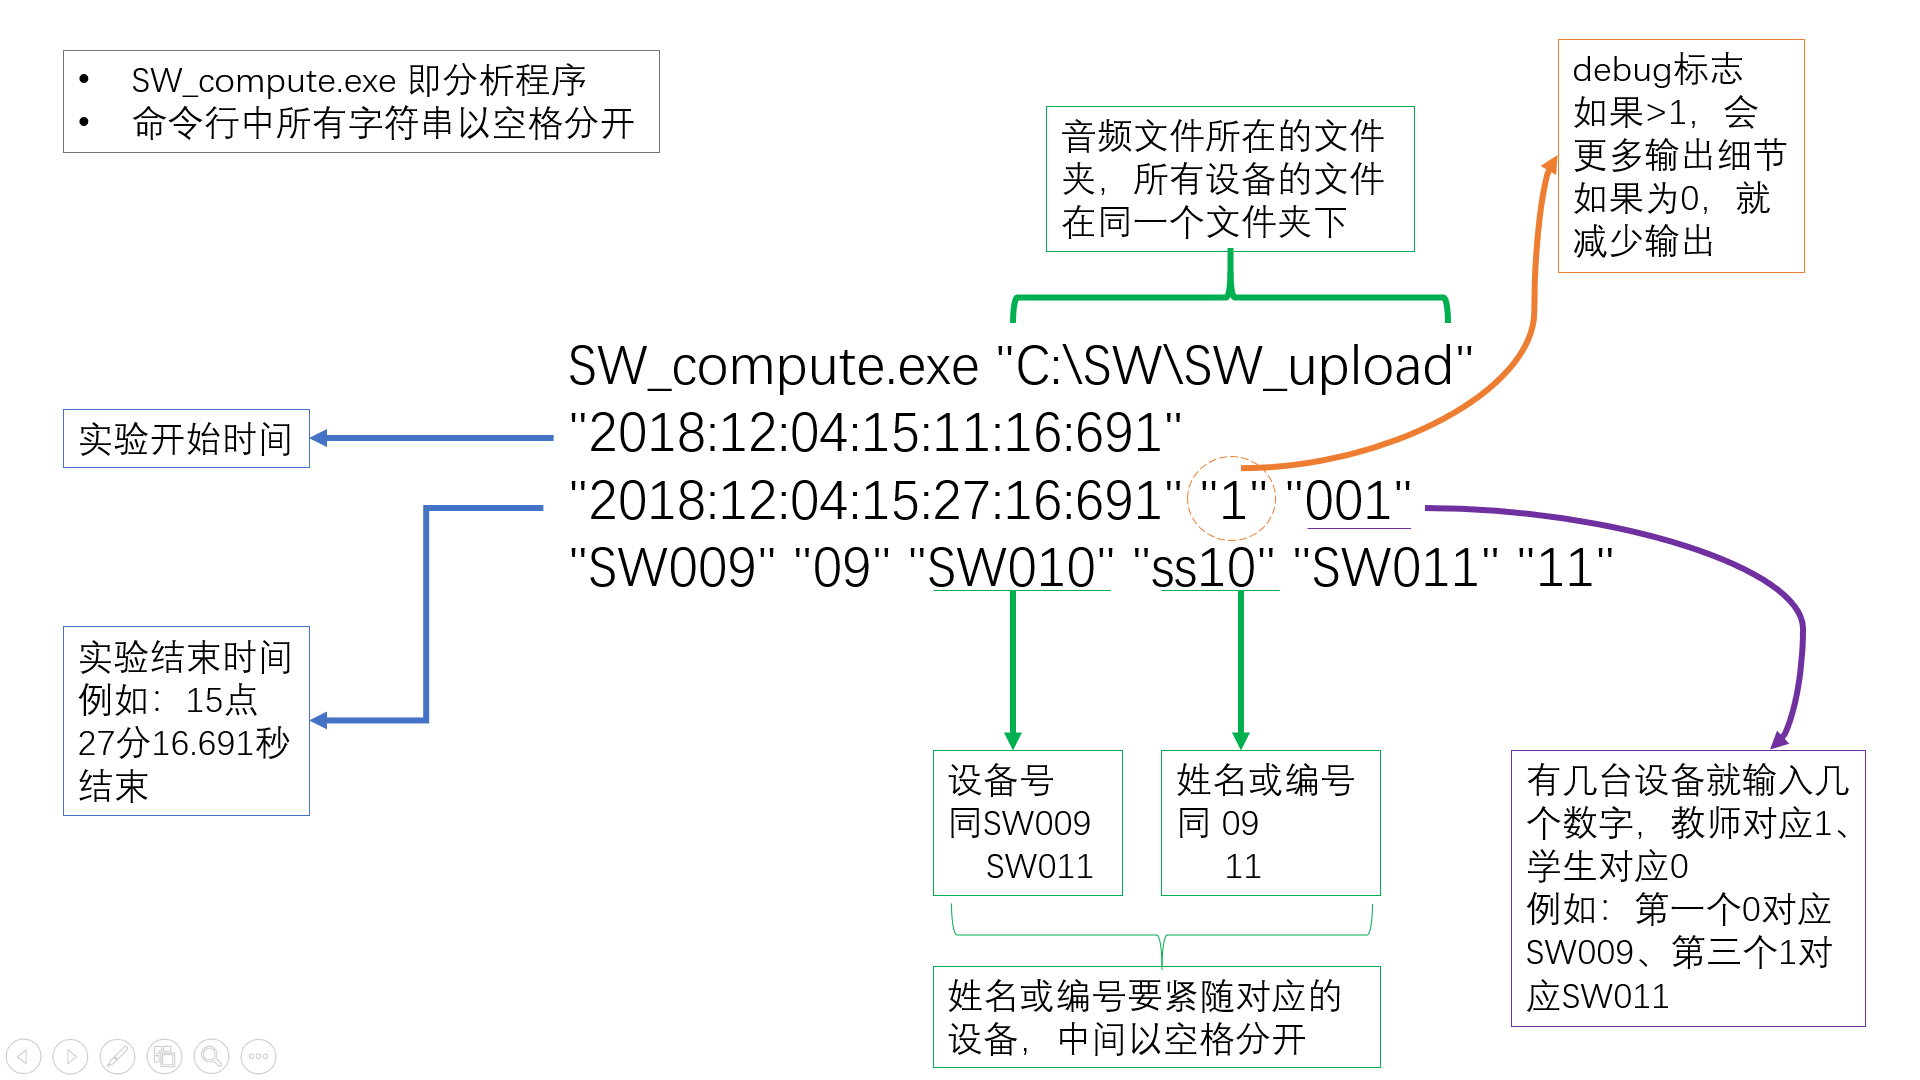 • SW_compute.exe 即分析程序
• 命令行中所有字符串以空格分开
音频文件所在的文件
夹，所有设备的文件
在同一个文件夹下
debug标志
如果>1，会
更多输出细节
如果为0，就
减少输出
SW_compute.exe "C:\SW\SW_upload"
"2018:12:04:15:11:16:691"
"2018:12:04:15:27:16:691" "1" "001"
"SW009" "09" "SW010" "ss10" "SW011" "11"
实验开始时间
实验结束时间
例如：15点
27分16.691秒
结束
设备号
同SW009
SW011
姓名或编号
同 09
11
姓名或编号要紧随对应的
设备，中间以空格分开
有几台设备就输入几
个数字，教师对应1、
学生对应0
例如：第一个0对应
SW009、第三个1对
应SW011